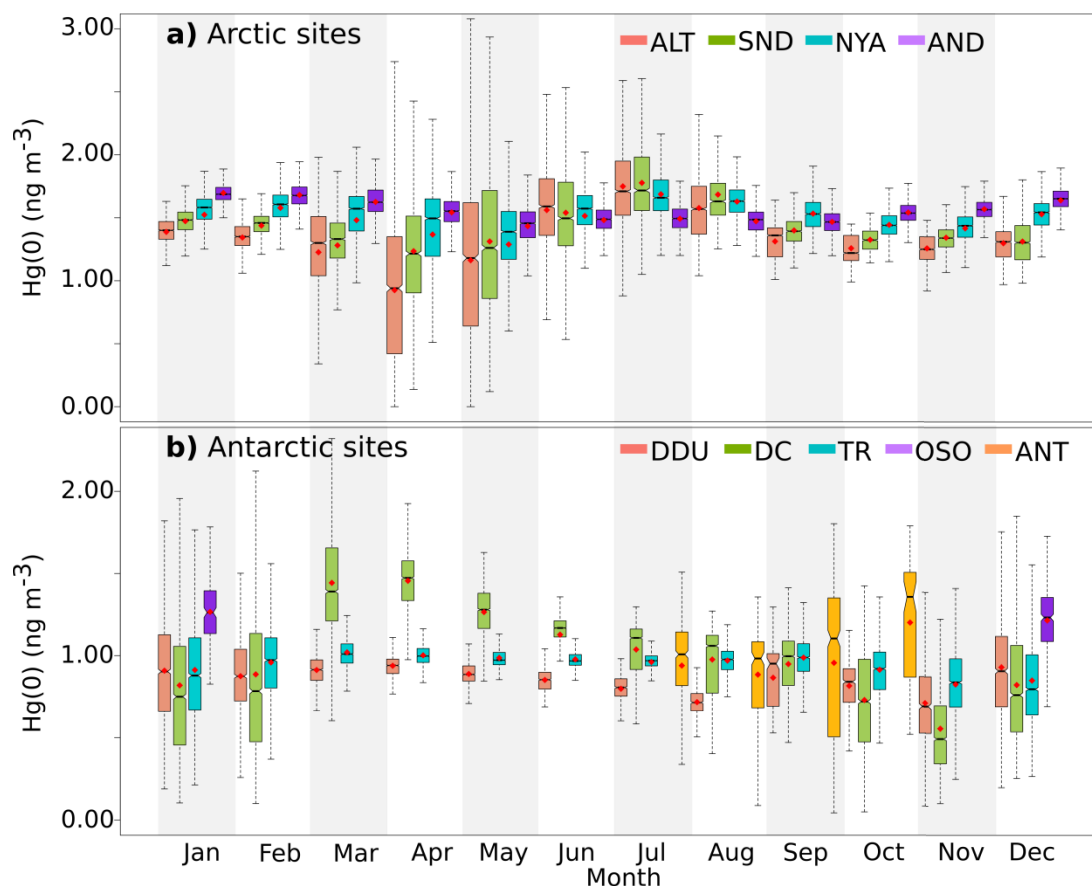 3.00
a) Arctic sites
ALT SND NYA AND
2.00
Hg(0) (ng m⁻³)
1.00
0.00
b) Antarctic sites
DDU DC TR OSO ANT
2.00
Hg(0) (ng m⁻³)
1.00
0.00
Jan Feb Mar Apr May Jun Jul Aug Sep Oct Nov Dec
Month